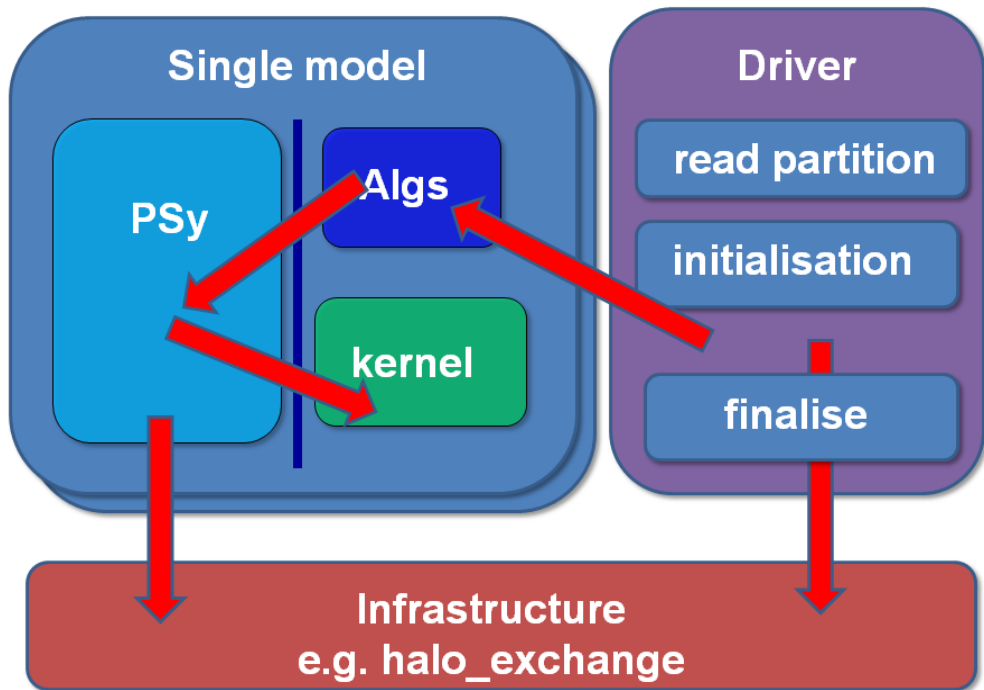 Single model
PSy
Algs
kernel
Driver
read partition
initialisation
finalise
Infrastructure
e.g. halo_exchange